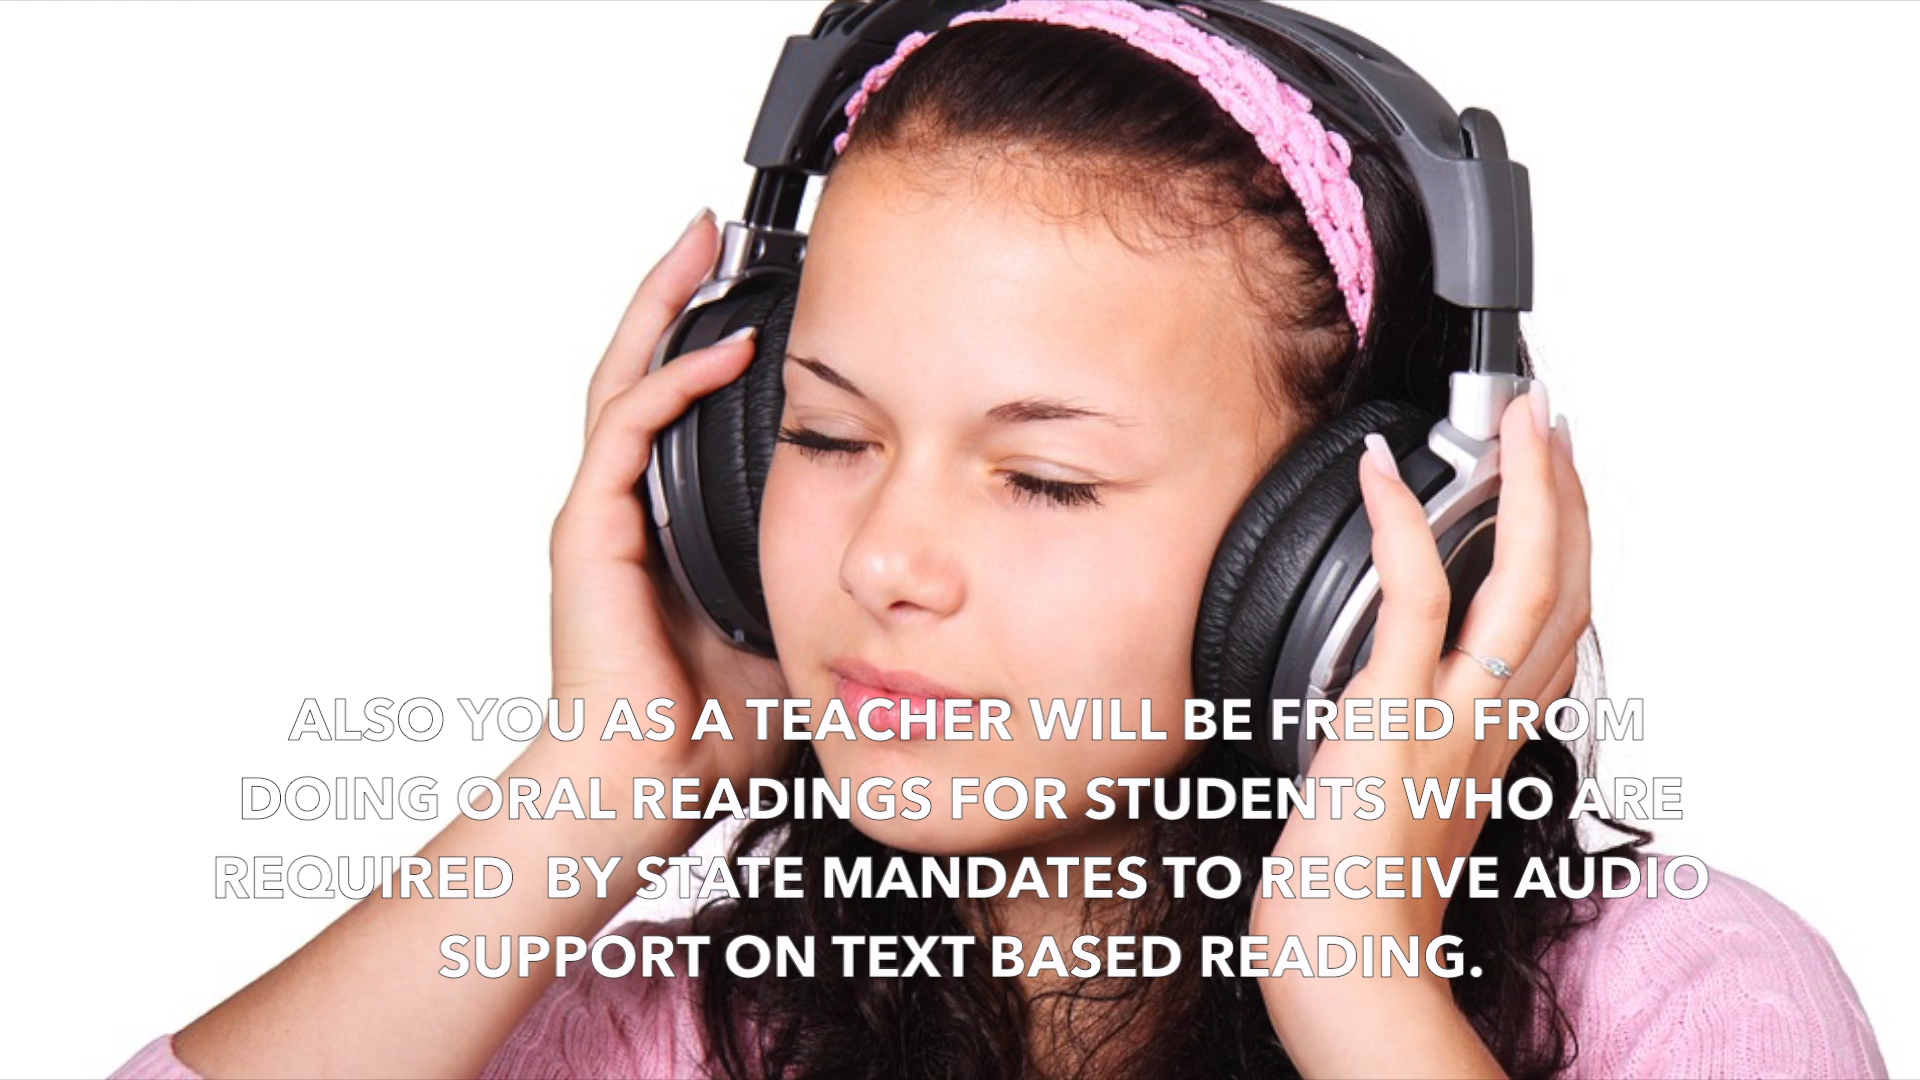 ALSO YOU AS A TEACHER WILL BE FREED FROM
DOING ORAL READINGS FOR STUDENTS WHO ARE
REQUIRED  BY STATE MANDATES TO RECEIVE AUDIO
SUPPORT ON TEXT BASED READING.